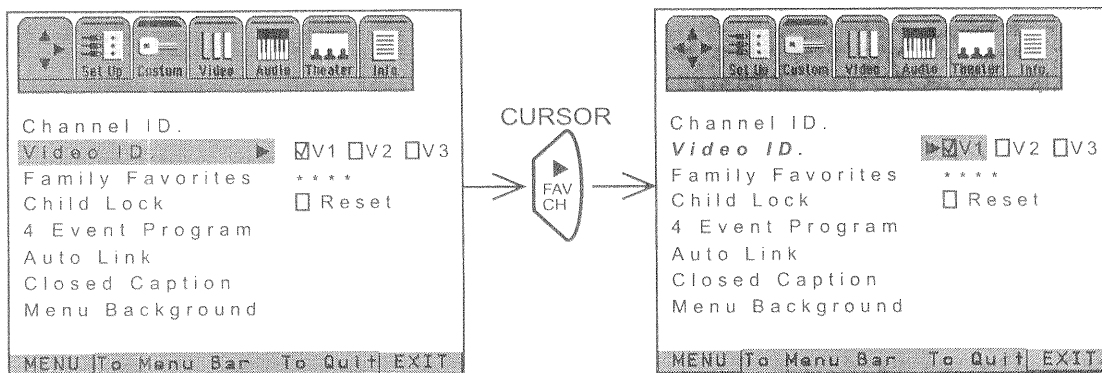 Set Up Custom Video Audio Theater Info
Channel ID.
Video ID. ▶ ☑V1 ☐V2 ☐V3
Family Favorites ****
Child Lock ☐ Reset
4 Event Program
Auto Link
Closed Caption
Menu Background
MENU To Menu Bar To Quit EXIT
CURSOR
▶
FAV
CH
Set Up Custom Video Audio Theater Info
Channel ID.
Video ID. ▶☑V1 ☐V2 ☐V3
Family Favorites ****
Child Lock ☐ Reset
4 Event Program
Auto Link
Closed Caption
Menu Background
MENU To Menu Bar To Quit EXIT